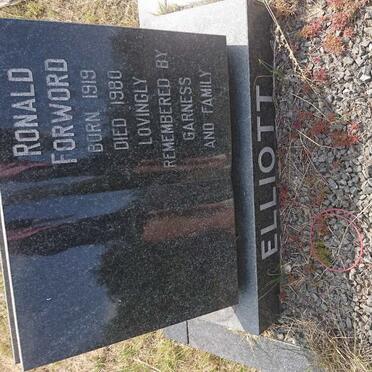 RONALD
FORWORD
BORN 1919
DIED 1980
LOVINGLY
REMEMBERED BY
GARNESS
AND FAMILY
ELLIOTT